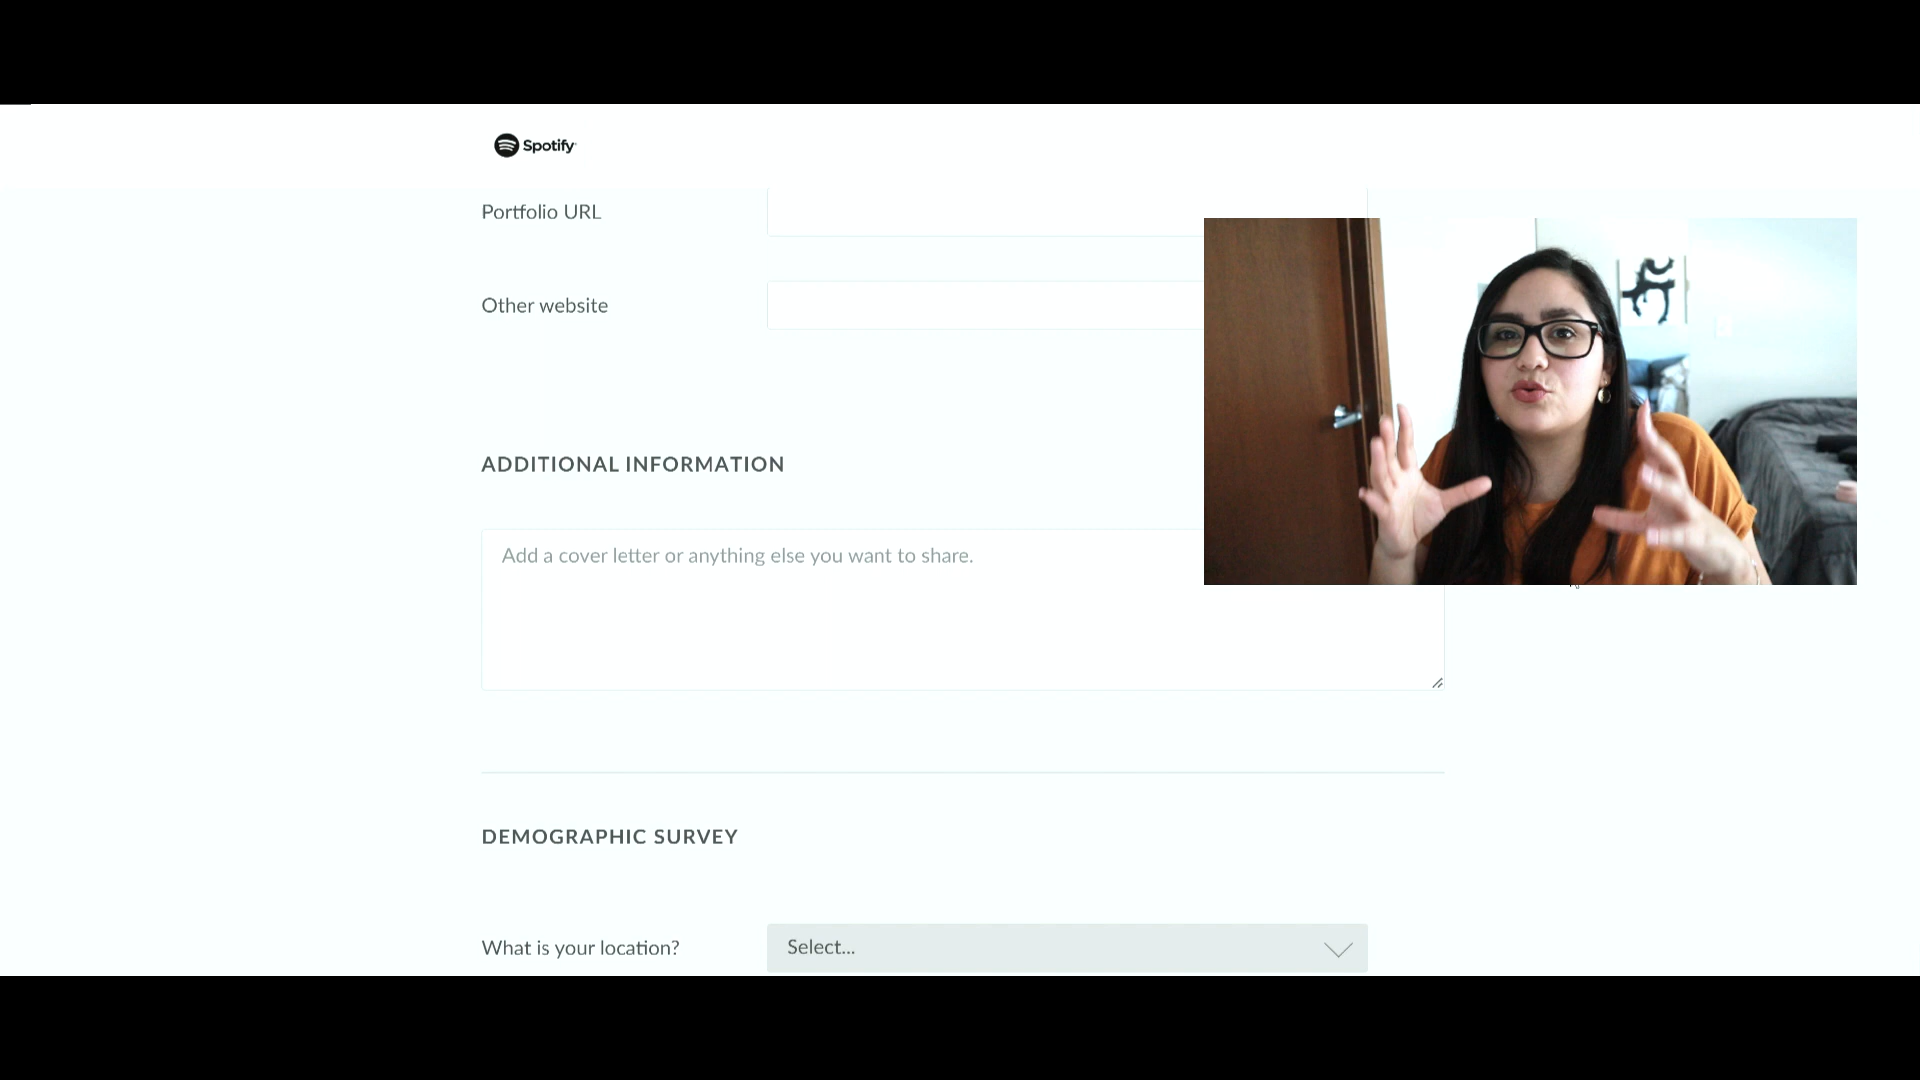 Spotify
Portfolio URL
Other website
ADDITIONAL INFORMATION
Add a cover letter or anything else you want to share.
DEMOGRAPHIC SURVEY
What is your location?
Select...